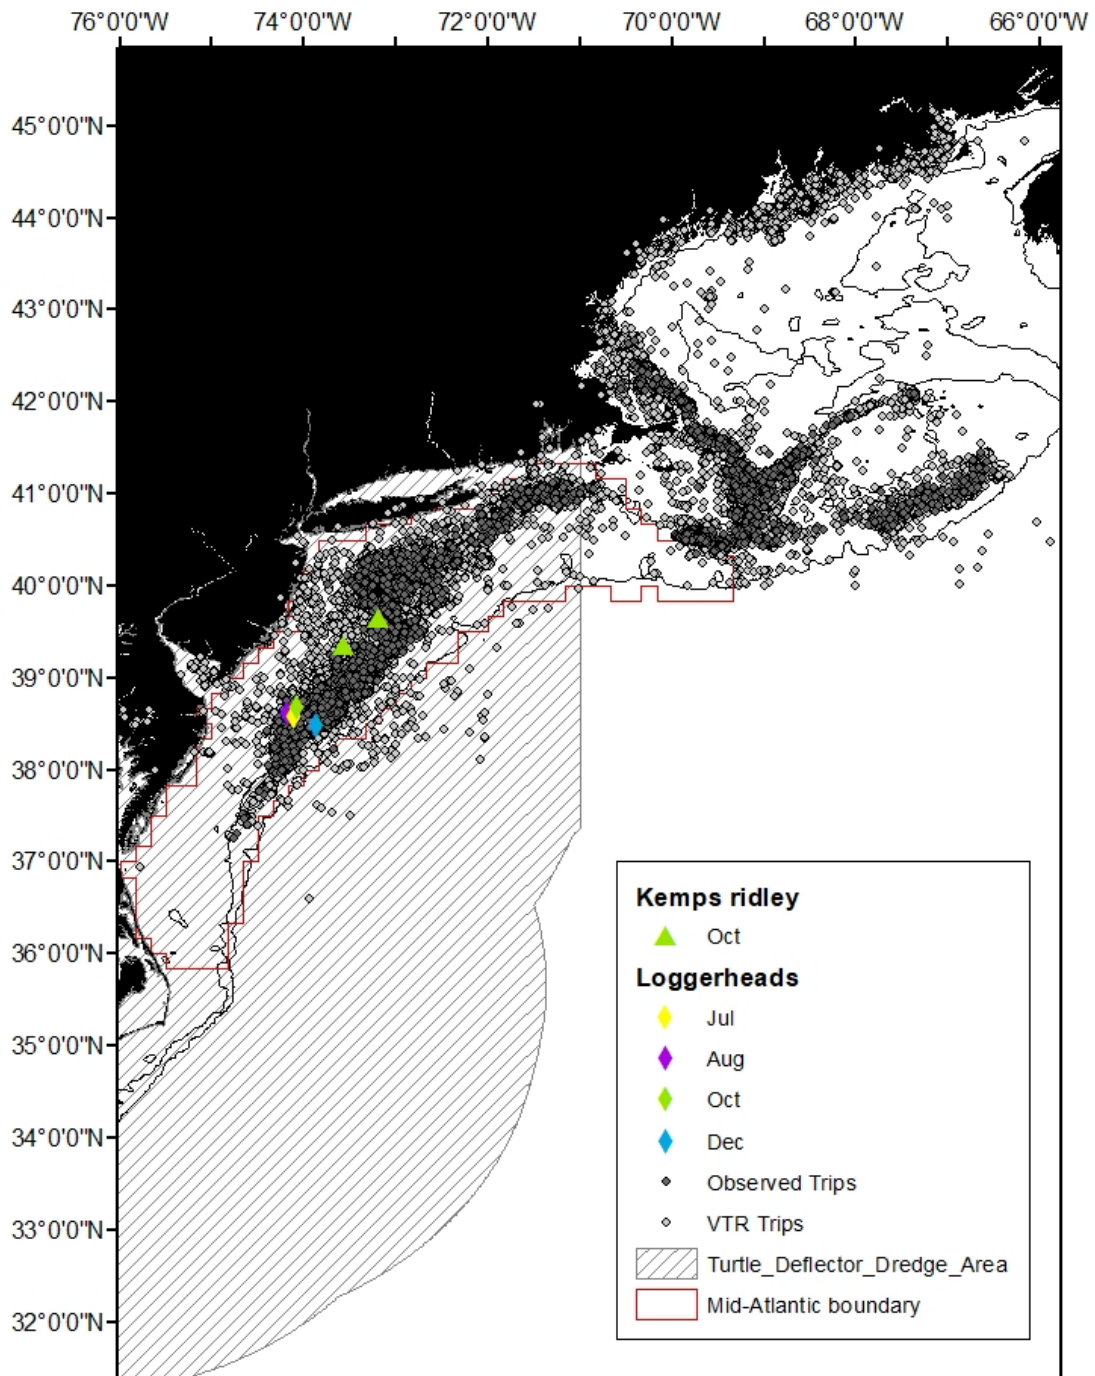 76°0'0"W 74°0'0"W 72°0'0"W 70°0'0"W 68°0'0"W 66°0'0"W
45°0'0"N
44°0'0"N
43°0'0"N
42°0'0"N
41°0'0"N
40°0'0"N
39°0'0"N
38°0'0"N
37°0'0"N
36°0'0"N
35°0'0"N
34°0'0"N
33°0'0"N
32°0'0"N
Kemps ridley
Oct
Loggerheads
Jul
Aug
Oct
Dec
Observed Trips
VTR Trips
Turtle_Deflector_Dredge_Area
Mid-Atlantic boundary